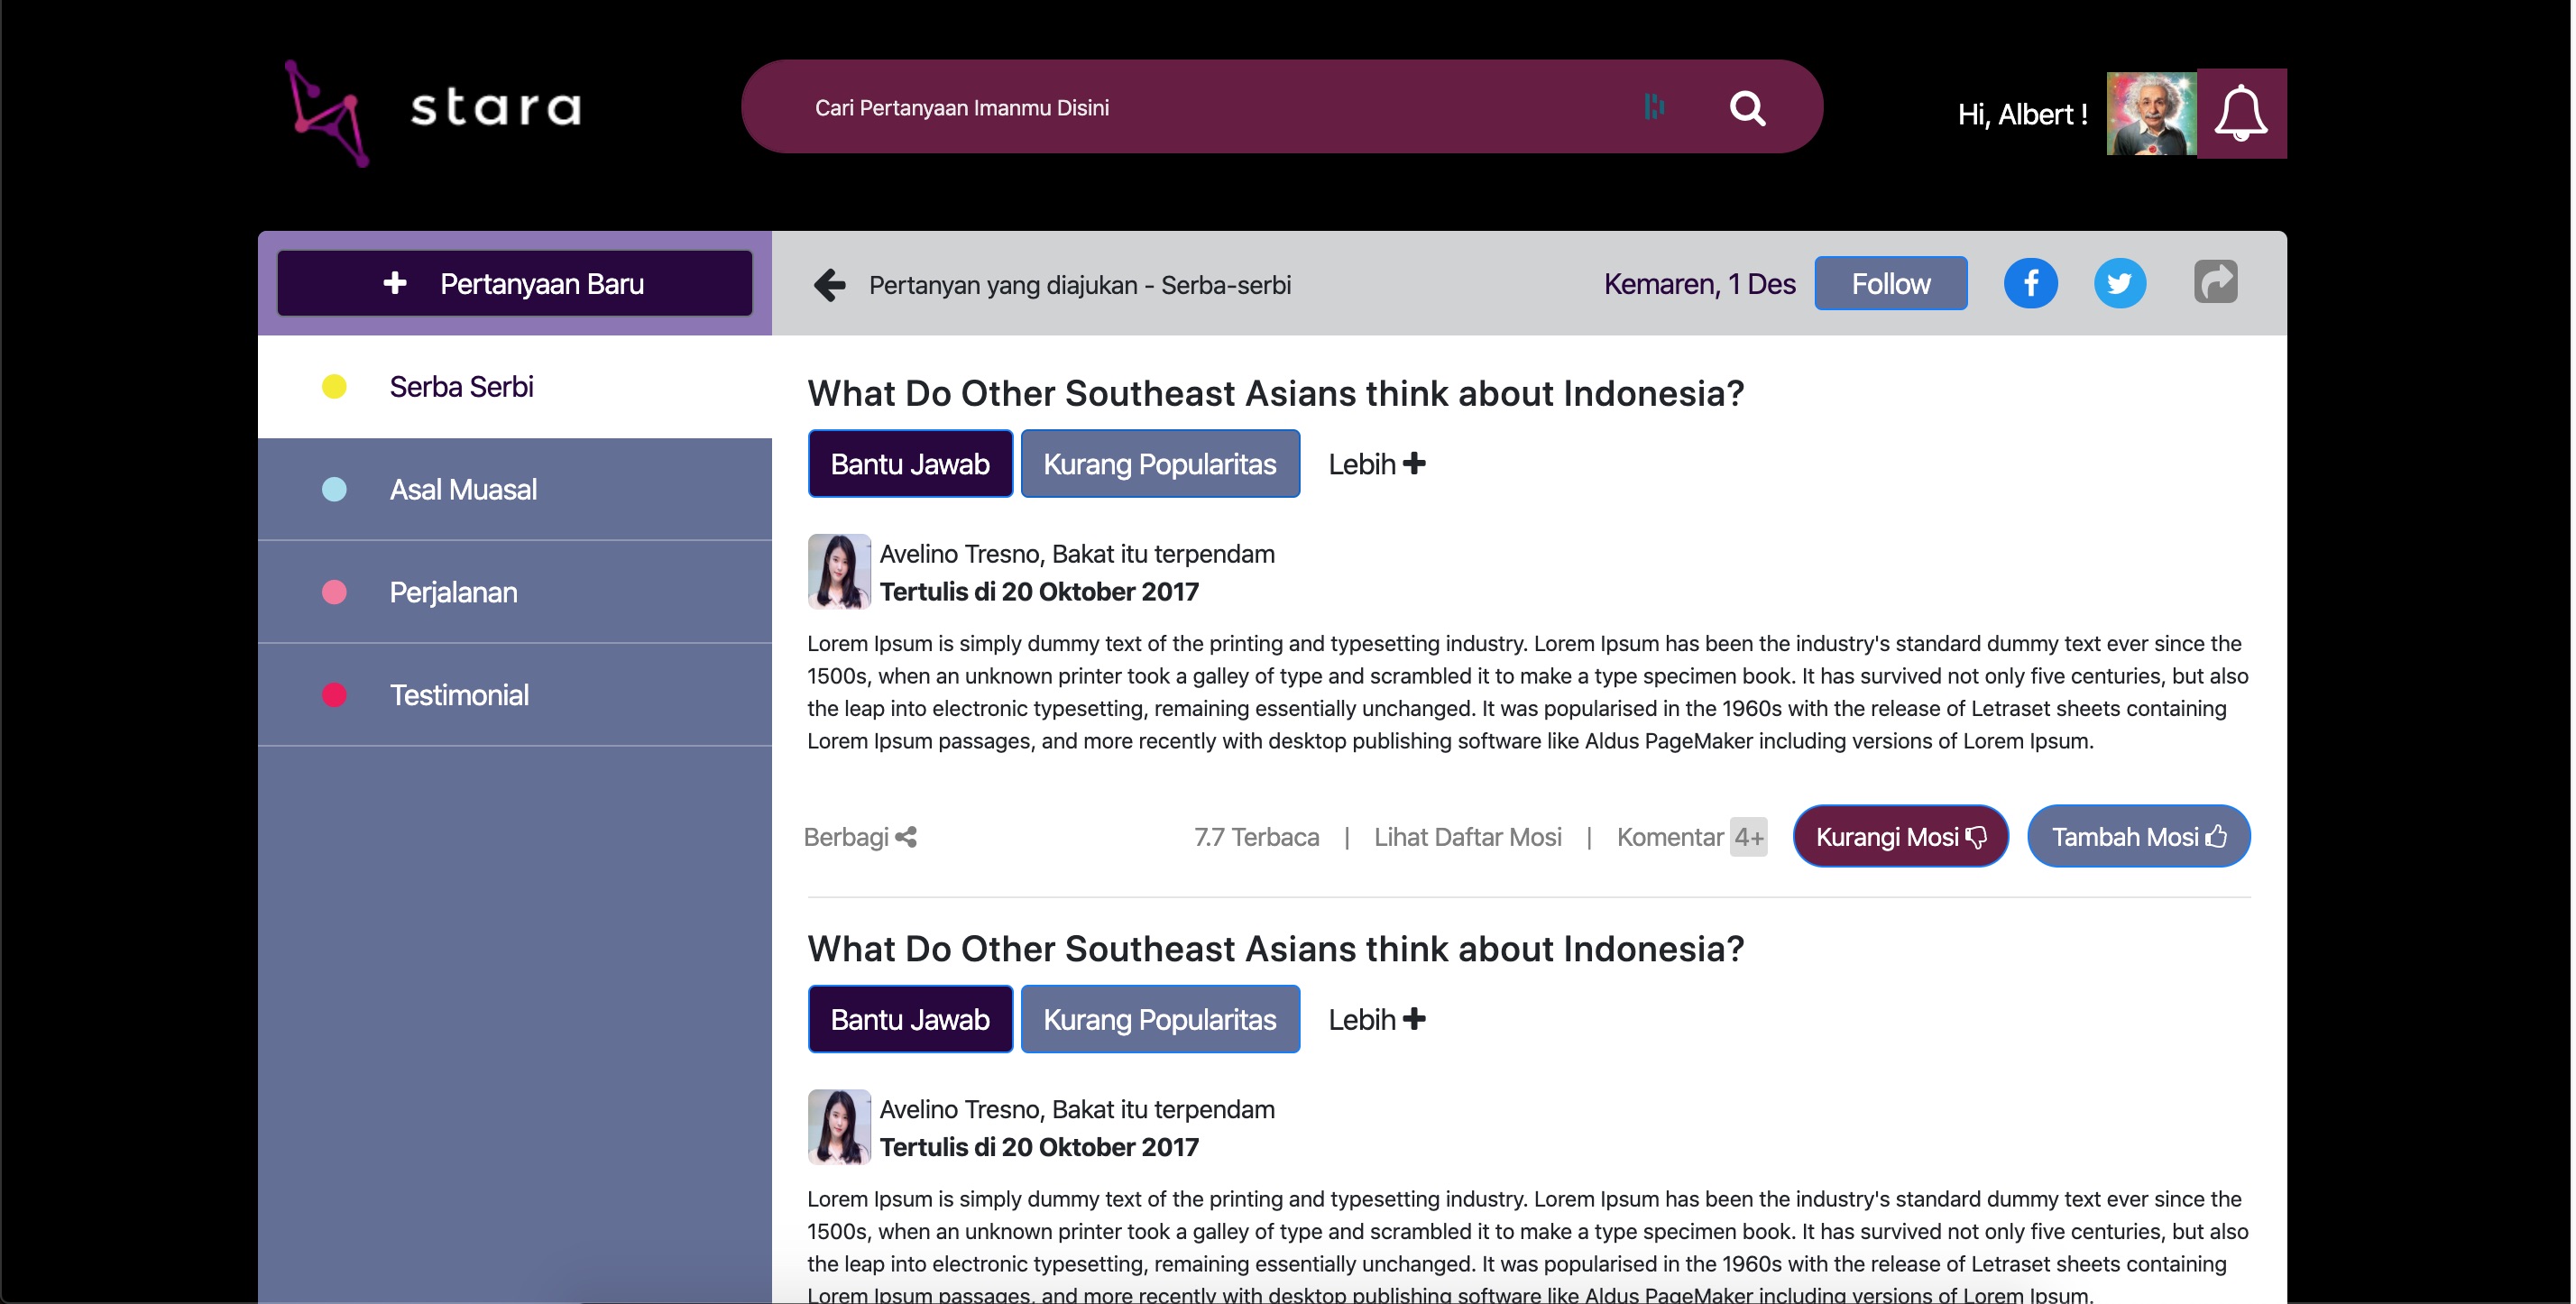 stara
Cari Pertanyaan Imanmu Disini
Hi, Albert !
Pertanyaan Baru
Pertanyan yang diajukan - Serba-serbi
Kemaren, 1 Des
Follow
Serba Serbi
Asal Muasal
Perjalanan
Testimonial
What Do Other Southeast Asians think about Indonesia?
Bantu Jawab
Kurang Popularitas
Lebih
Avelino Tresno, Bakat itu terpendam
Tertulis di 20 Oktober 2017
Lorem Ipsum is simply dummy text of the printing and typesetting industry. Lorem Ipsum has been the industry's standard dummy text ever since the
1500s, when an unknown printer took a galley of type and scrambled it to make a type specimen book. It has survived not only five centuries, but also
the leap into electronic typesetting, remaining essentially unchanged. It was popularised in the 1960s with the release of Letraset sheets containing
Lorem Ipsum passages, and more recently with desktop publishing software like Aldus PageMaker including versions of Lorem Ipsum.
Berbagi
7.7 Terbaca | Lihat Daftar Mosi | Komentar 4+
Kurangi Mosi
Tambah Mosi
What Do Other Southeast Asians think about Indonesia?
Bantu Jawab
Kurang Popularitas
Lebih
Avelino Tresno, Bakat itu terpendam
Tertulis di 20 Oktober 2017
Lorem Ipsum is simply dummy text of the printing and typesetting industry. Lorem Ipsum has been the industry's standard dummy text ever since the
1500s, when an unknown printer took a galley of type and scrambled it to make a type specimen book. It has survived not only five centuries, but also
the leap into electronic typesetting, remaining essentially unchanged. It was popularised in the 1960s with the release of Letraset sheets containing
Lorem Ipsum passages, and more recently with desktop publishing software like Aldus PageMaker including versions of Lorem Ipsum.